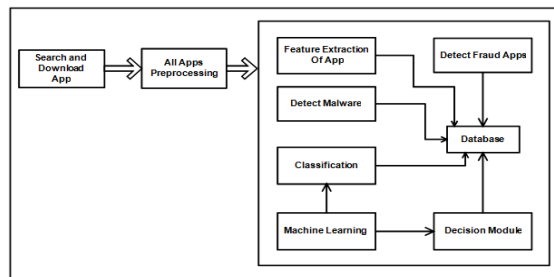 Search and
Download
App
All Apps
Preprocessing
Feature Extraction
Of App
Detect Fraud Apps
Detect Malware
Database
Classification
Machine Learning
Decision Module